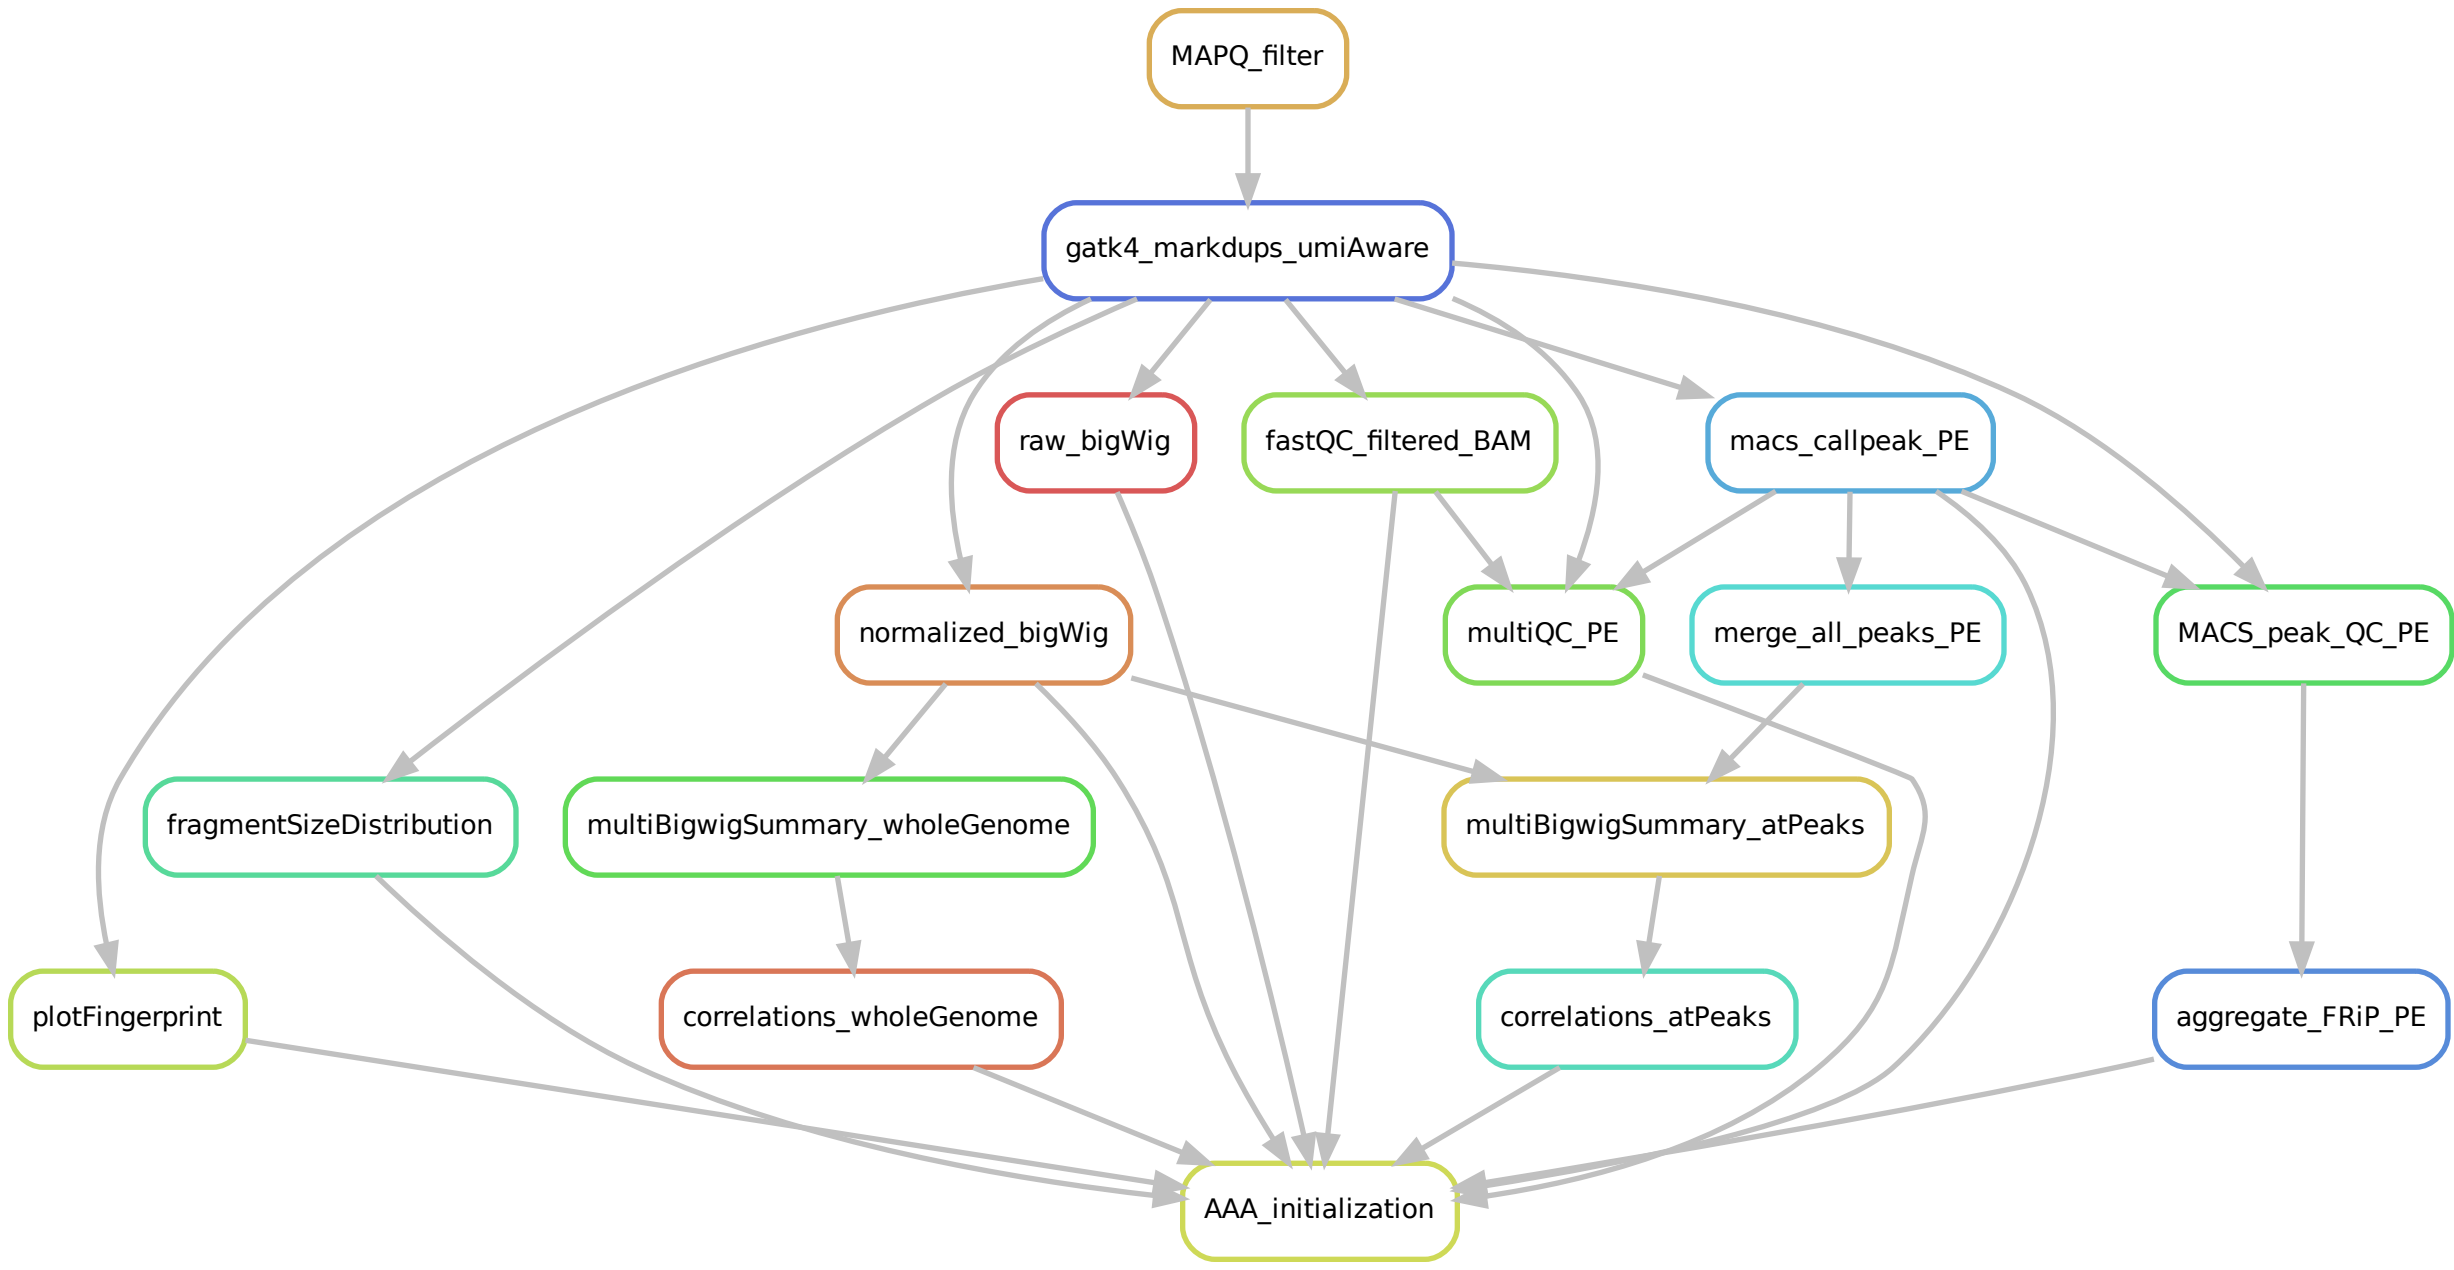 MAPQ_filter
gatk4_markdups_umiAware
raw_bigWig
fastQC_filtered_BAM
macs_callpeak_PE
normalized_bigWig
multiQC_PE
merge_all_peaks_PE
MACS_peak_QC_PE
fragmentSizeDistribution
multiBigwigSummary_wholeGenome
multiBigwigSummary_atPeaks
plotFingerprint
correlations_wholeGenome
correlations_atPeaks
aggregate_FRiP_PE
AAA_initialization